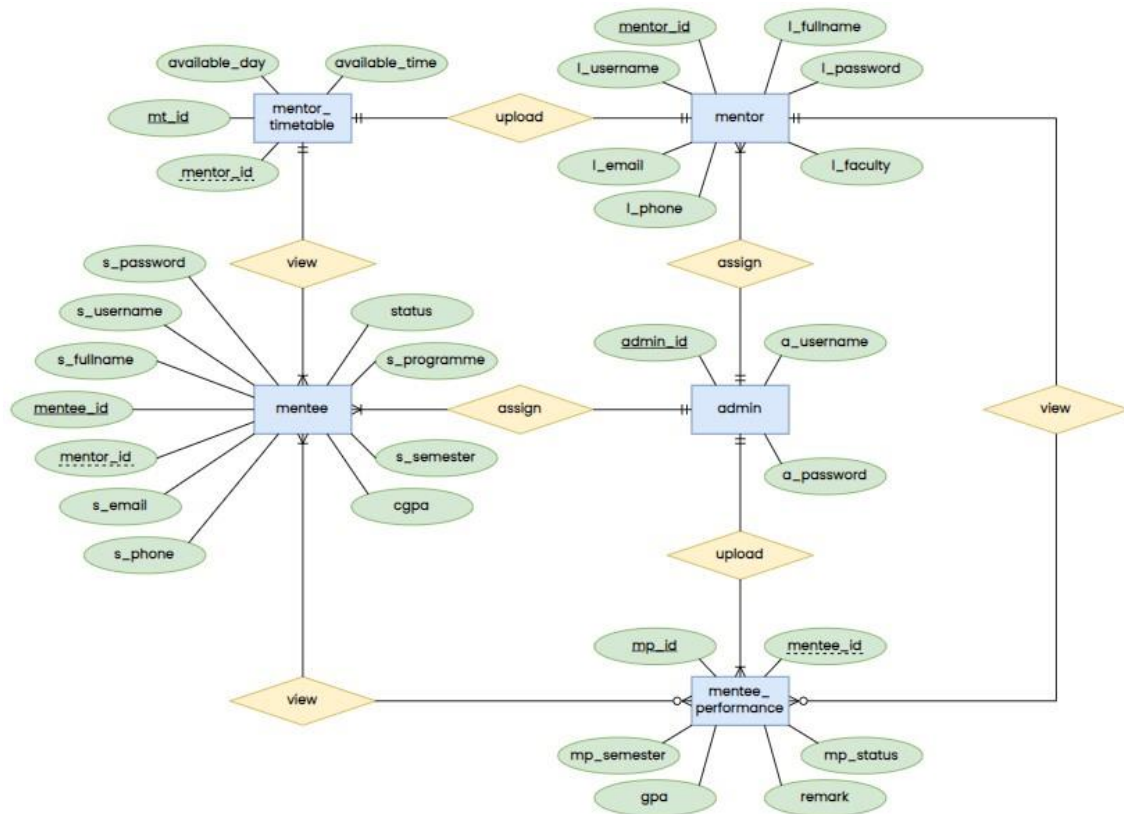 mentor_id
l_fullname
available_day
available_time
l_username
l_password
mt_id
mentor_
timetable
upload
mentor
mentor_id
l_email
l_faculty
l_phone
s_password
view
assign
s_username
status
s_fullname
s_programme
admin_id
a_username
mentee_id
mentee
assign
admin
view
mentor_id
s_semester
a_password
s_email
cgpa
s_phone
upload
mp_id
mentee_id
view
mentee_
performance
mp_semester
mp_status
gpa
remark